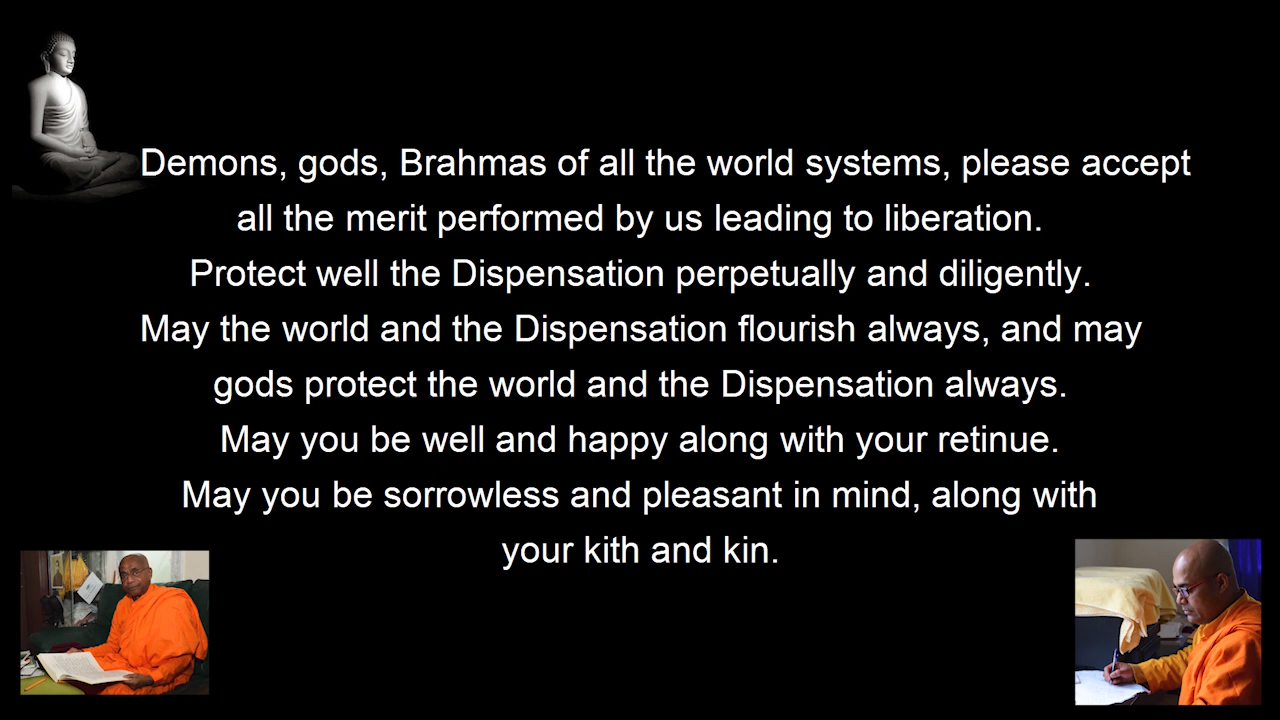 Demons, gods, Brahmas of all the world systems, please accept
all the merit performed by us leading to liberation.
Protect well the Dispensation perpetually and diligently.
May the world and the Dispensation flourish always, and may
gods protect the world and the Dispensation always.
May you be well and happy along with your retinue.
May you be sorrowless and pleasant in mind, along with
your kith and kin.